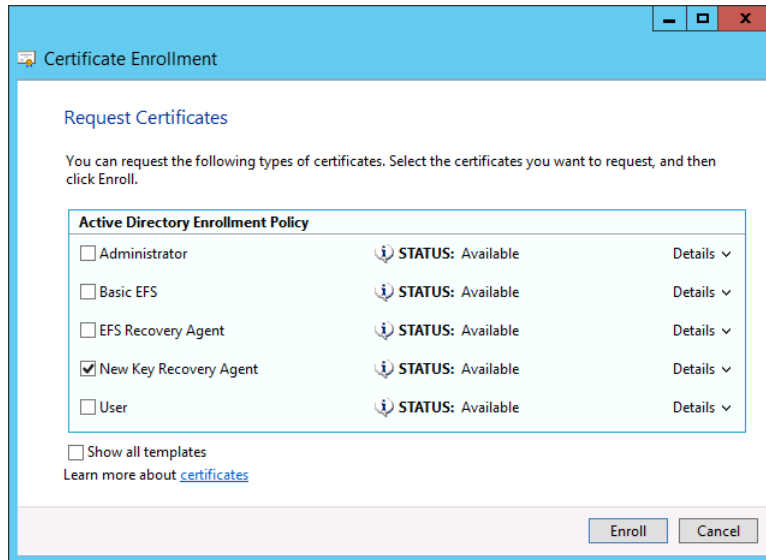 Certificate Enrollment
Request Certificates
You can request the following types of certificates. Select the certificates you want to request, and then
click Enroll.
Active Directory Enrollment Policy
Administrator STATUS: Available Details
Basic EFS STATUS: Available Details
EFS Recovery Agent STATUS: Available Details
New Key Recovery Agent STATUS: Available Details
User STATUS: Available Details
Show all templates
Learn more about certificates
Enroll Cancel